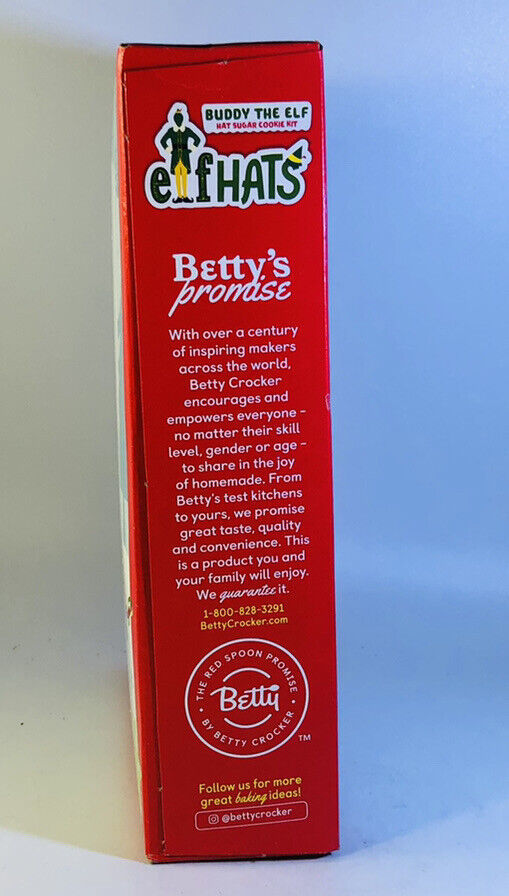 BUDDY THE ELF
HAT SUGAR COOKIE KIT
elf HATS
Betty's
promise
With over a century
of inspiring makers
across the world,
Betty Crocker
encourages and
empowers everyone –
no matter their skill
level, gender or age –
to share in the joy
of homemade. From
Betty's test kitchens
to yours, we promise
great taste, quality
and convenience. This
is a product you and
your family will enjoy.
We guarantee it.
1-800-828-3291
BettyCrocker.com
• THE RED SPOON PROMISE •
Betty
BY BETTY CROCKER
TM
Follow us for more
great baking ideas!
@bettycrocker